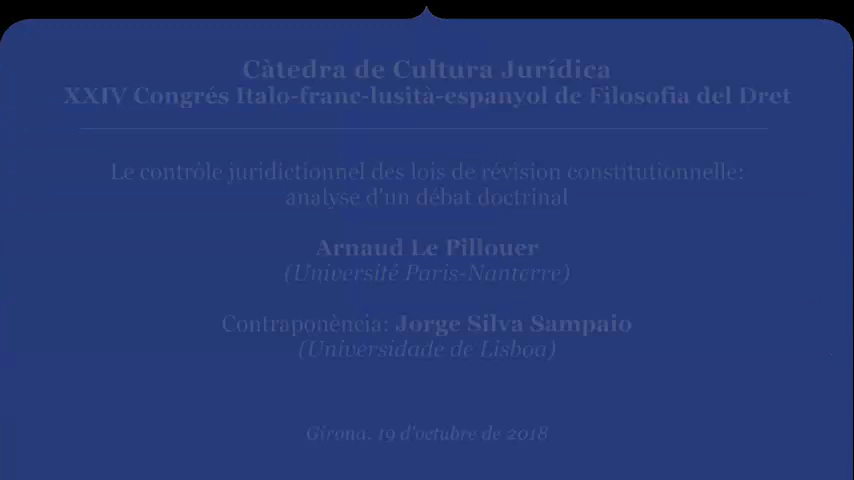 Càtedra de Cultura Jurídica
XXIV Congrés Italo-franc-lusità-espanyol de Filosofia del Dret
Le contrôle juridictionnel des lois de révision constitutionnelle:
analyse d'un débat doctrinal
Arnaud Le Pillouer
(Université Paris-Nanterre)
Contraponència: Jorge Silva Sampaio
(Universidade de Lisboa)
Girona, 19 d'octubre de 2018